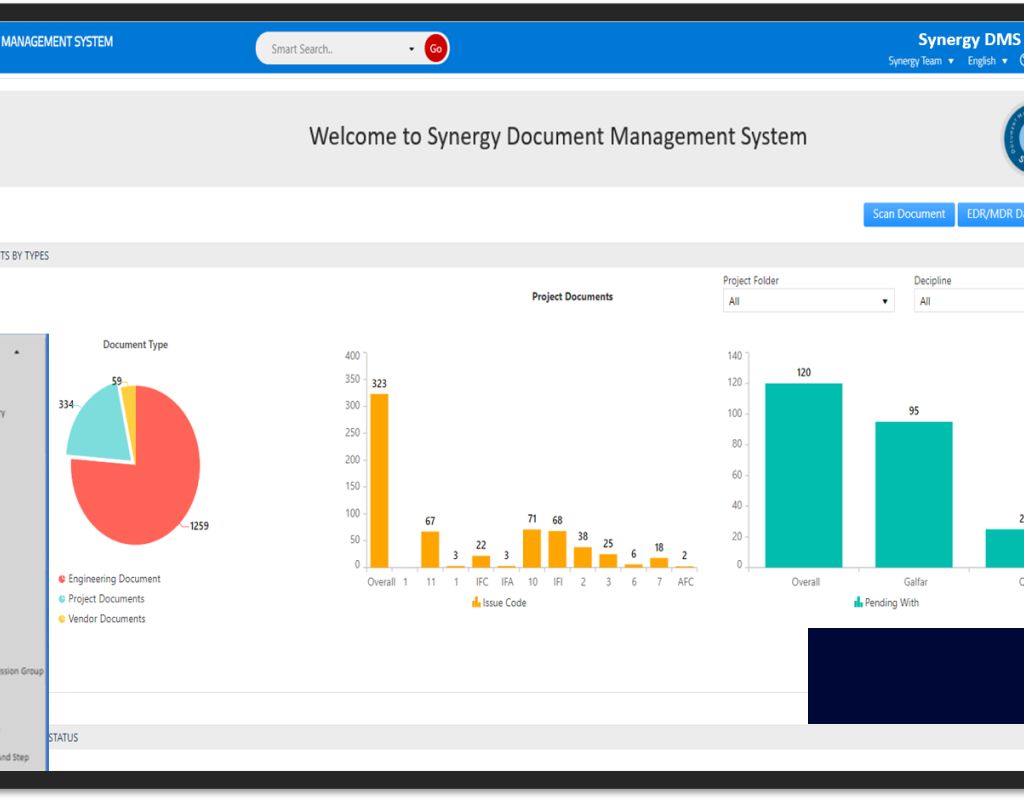 MANAGEMENT SYSTEM
Smart Search..
Go
Synergy DMS
Synergy Team
English
Welcome to Synergy Document Management System
Scan Document
EDR/MDR
TS BY TYPES
Project Documents
Project Folder
Decipline
All
All
Document Type
59
334
1259
Engineering Document
Project Documents
Vendor Documents
400
350
300
250
200
150
100
50
0
323
67
3
22
3
71
68
38
25
6
18
2
Overall 1 11 1 IFC IFA 10 IFI 2 3 6 7 AFC
Issue Code
140
120
100
80
60
40
20
0
120
95
Overall Galfar
Pending With
ssion Group
STATUS
nd Step